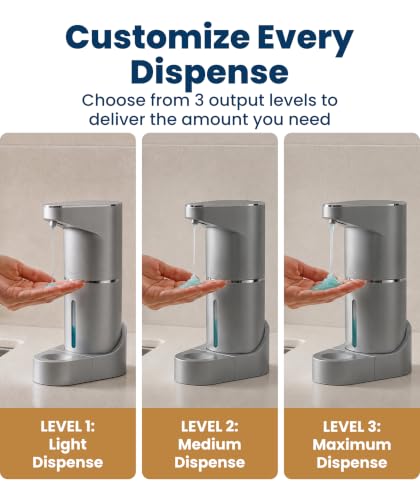 Customize Every
Dispense
Choose from 3 output levels to
deliver the amount you need
LEVEL 1:
Light
Dispense
LEVEL 2:
Medium
Dispense
LEVEL 3:
Maximum
Dispense